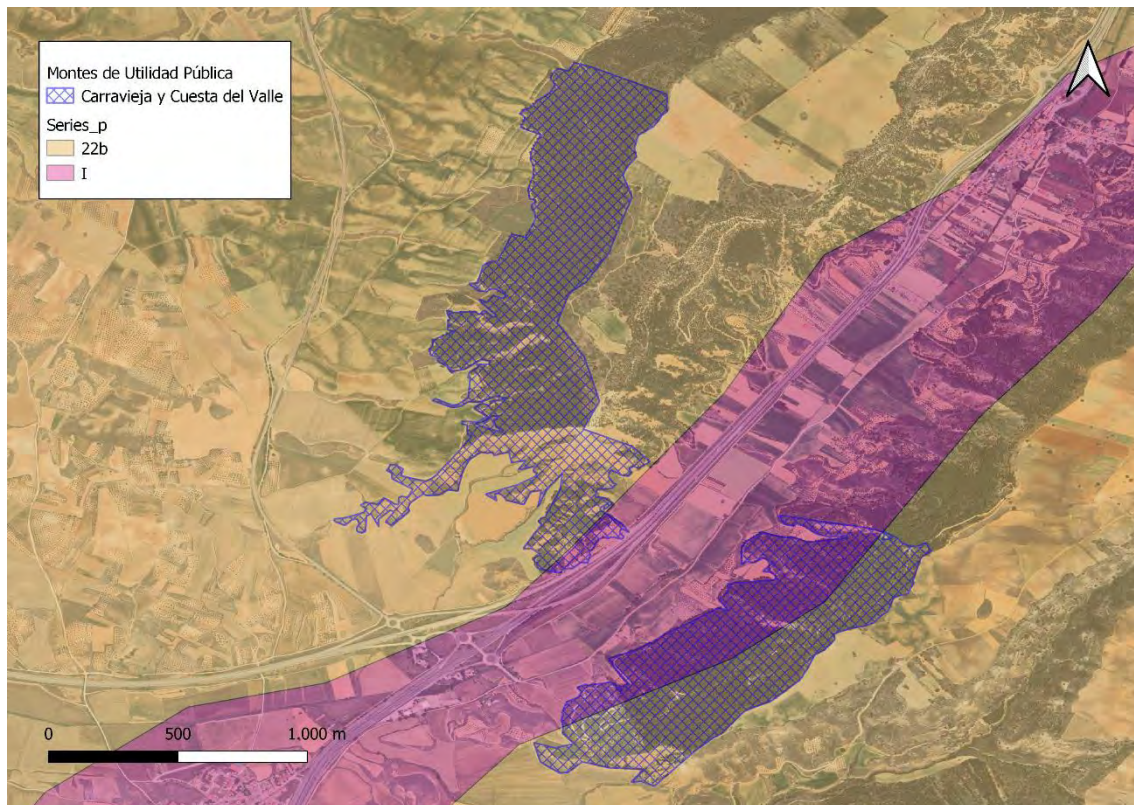 Montes de Utilidad Pública
Carravieja y Cuesta del Valle
Series_p
22b
I
0 500 1.000 m